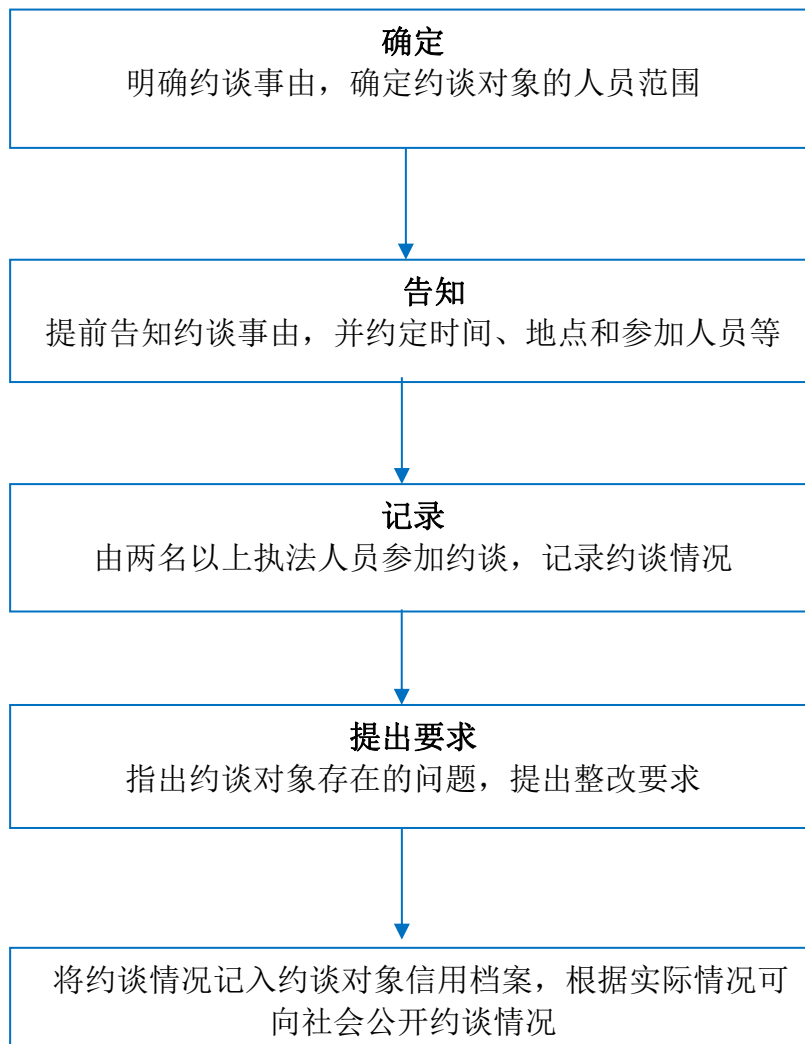 确定
明确约谈事由，确定约谈对象的人员范围
告知
提前告知约谈事由，并约定时间、地点和参加人员等
记录
由两名以上执法人员参加约谈，记录约谈情况
提出要求
指出约谈对象存在的问题，提出整改要求
将约谈情况记入约谈对象信用档案，根据实际情况可
向社会公开约谈情况